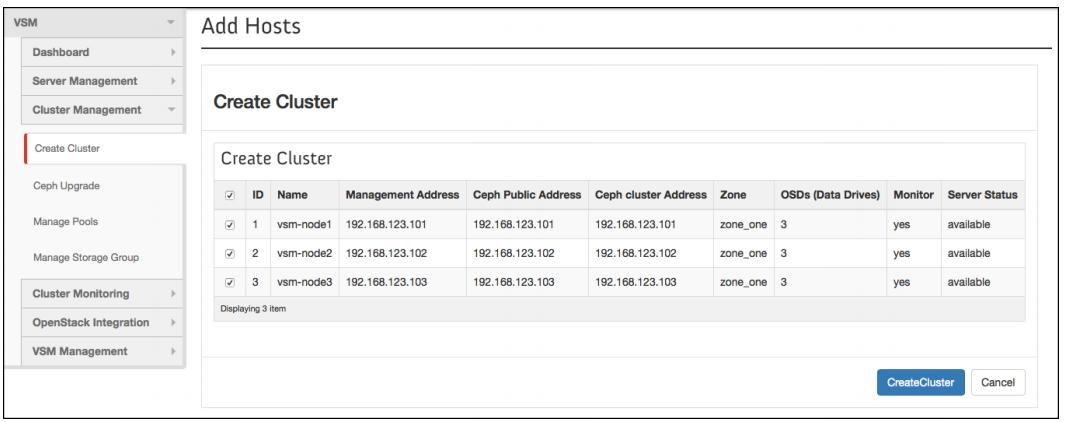 VSM
Dashboard
Server Management
Cluster Management
Create Cluster
Ceph Upgrade
Manage Pools
Manage Storage Group
Cluster Monitoring
OpenStack Integration
VSM Management
Add Hosts
Create Cluster
Create Cluster
ID Name Management Address Ceph Public Address Ceph cluster Address Zone OSDs (Data Drives) Monitor Server Status
1 vsm-node1 192.168.123.101 192.168.123.101 192.168.123.101 zone_one 3 yes available
2 vsm-node2 192.168.123.102 192.168.123.102 192.168.123.102 zone_one 3 yes available
3 vsm-node3 192.168.123.103 192.168.123.103 192.168.123.103 zone_one 3 yes available
Displaying 3 item
CreateCluster Cancel